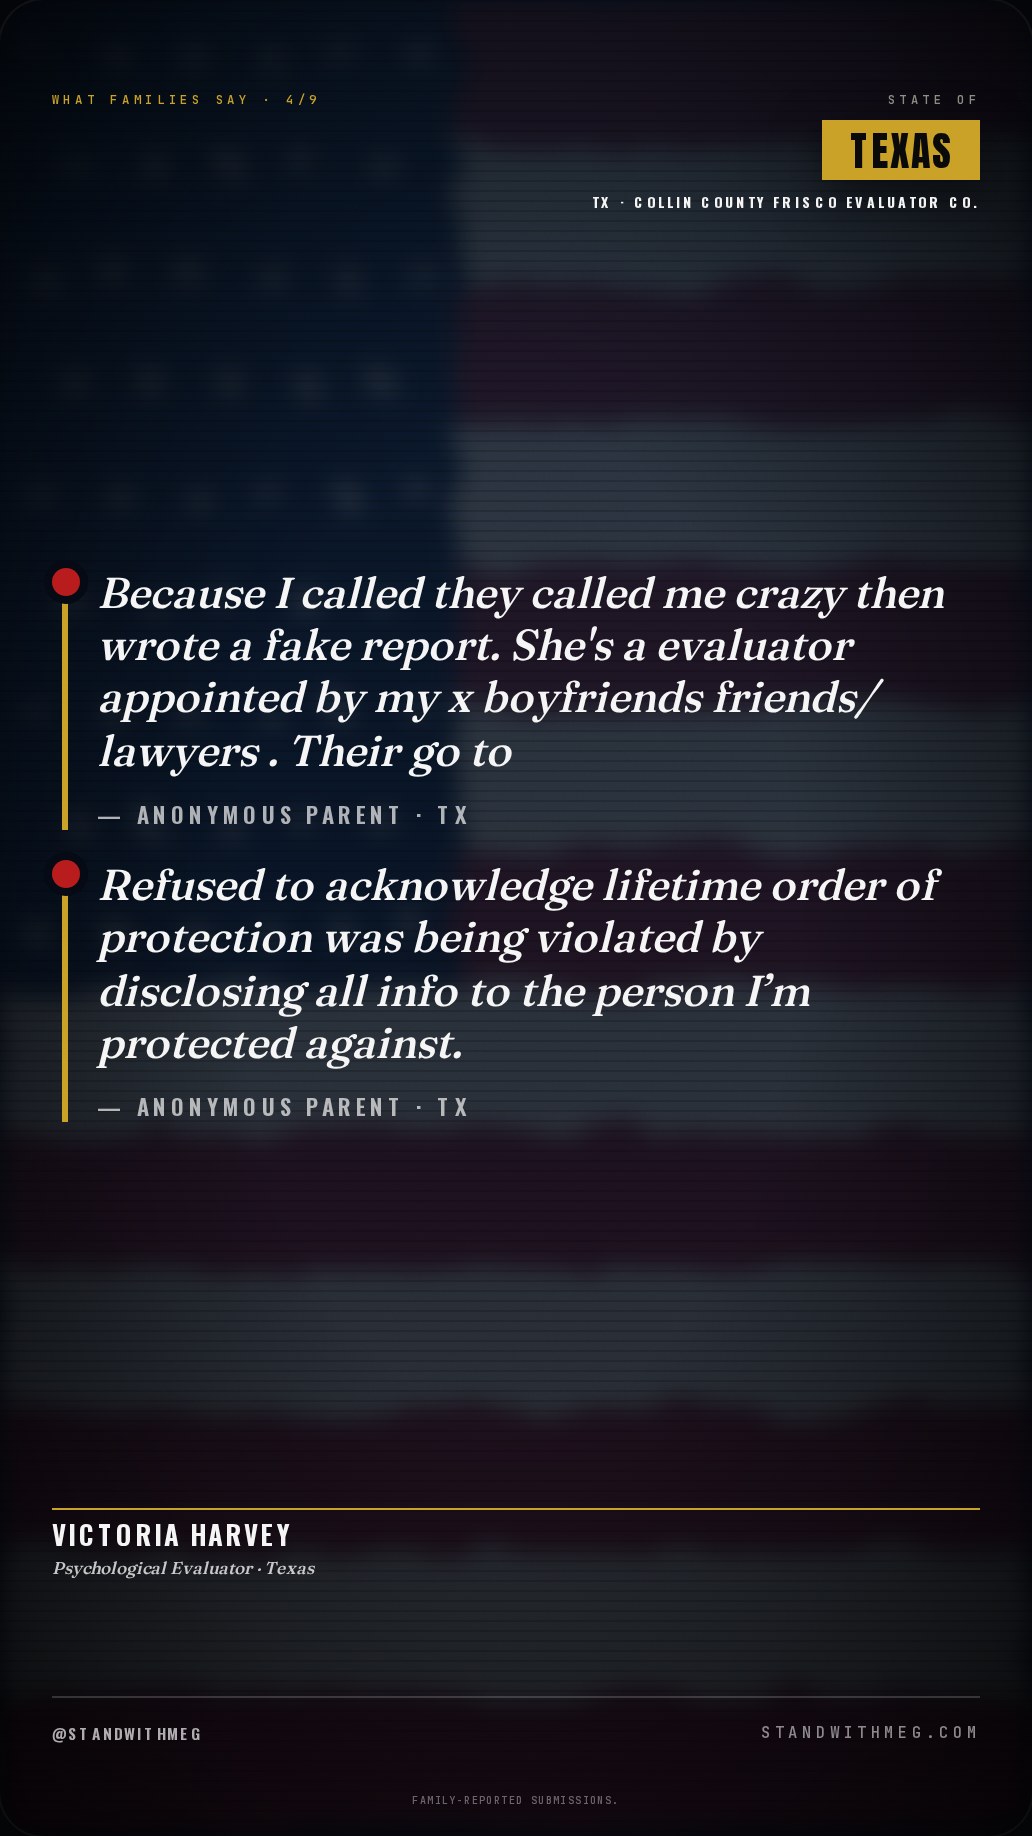 WHAT FAMILIES SAY · 4/9
STATE OF
TEXAS
TX · COLLIN COUNTY FRISCO EVALUATOR CO.
Because I called they called me crazy then
wrote a fake report. She's a evaluator
appointed by my x boyfriends friends/
lawyers . Their go to
— ANONYMOUS PARENT · TX
Refused to acknowledge lifetime order of
protection was being violated by
disclosing all info to the person I’m
protected against.
— ANONYMOUS PARENT · TX
VICTORIA HARVEY
Psychological Evaluator · Texas
@STANDWITHMEG
STANDWITHMEG.COM
FAMILY-REPORTED SUBMISSIONS.